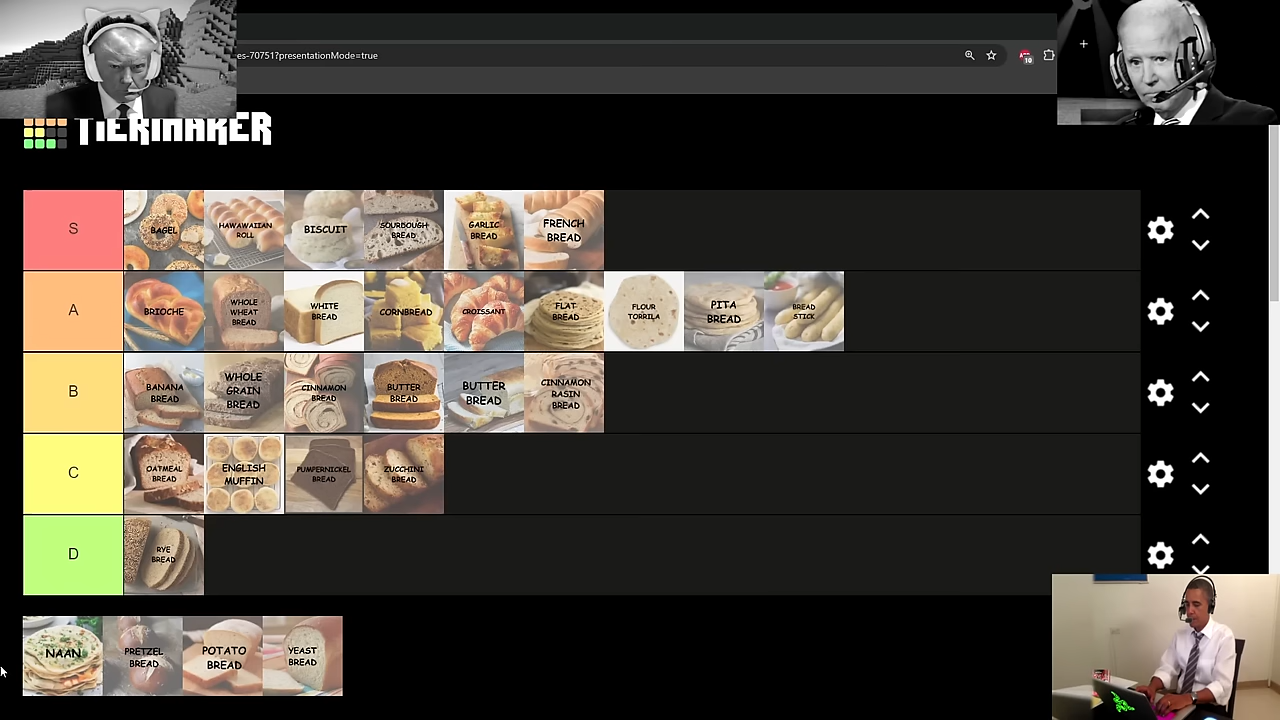 es-70751?presentationMode=true
10
TIERMAKER
S
BAGEL
HAWAWAIIAN
ROLL
BISCUIT
SOURDOUGH
BREAD
GARLIC
BREAD
FRENCH
BREAD
A
BRIOCHE
WHOLE
WHEAT
BREAD
WHITE
BREAD
CORNBREAD
CROISSANT
FLAT
BREAD
FLOUR
TORRILA
PITA
BREAD
BREAD
STICK
B
BANANA
BREAD
WHOLE
GRAIN
BREAD
CINNAMON
BREAD
BUTTER
BREAD
BUTTER
BREAD
CINNAMON
RASIN
BREAD
C
OATMEAL
BREAD
ENGLISH
MUFFIN
PUMPERNICKEL
BREAD
ZUCCHINI
BREAD
D
RYE
BREAD
NAAN
PRETZEL
BREAD
POTATO
BREAD
YEAST
BREAD